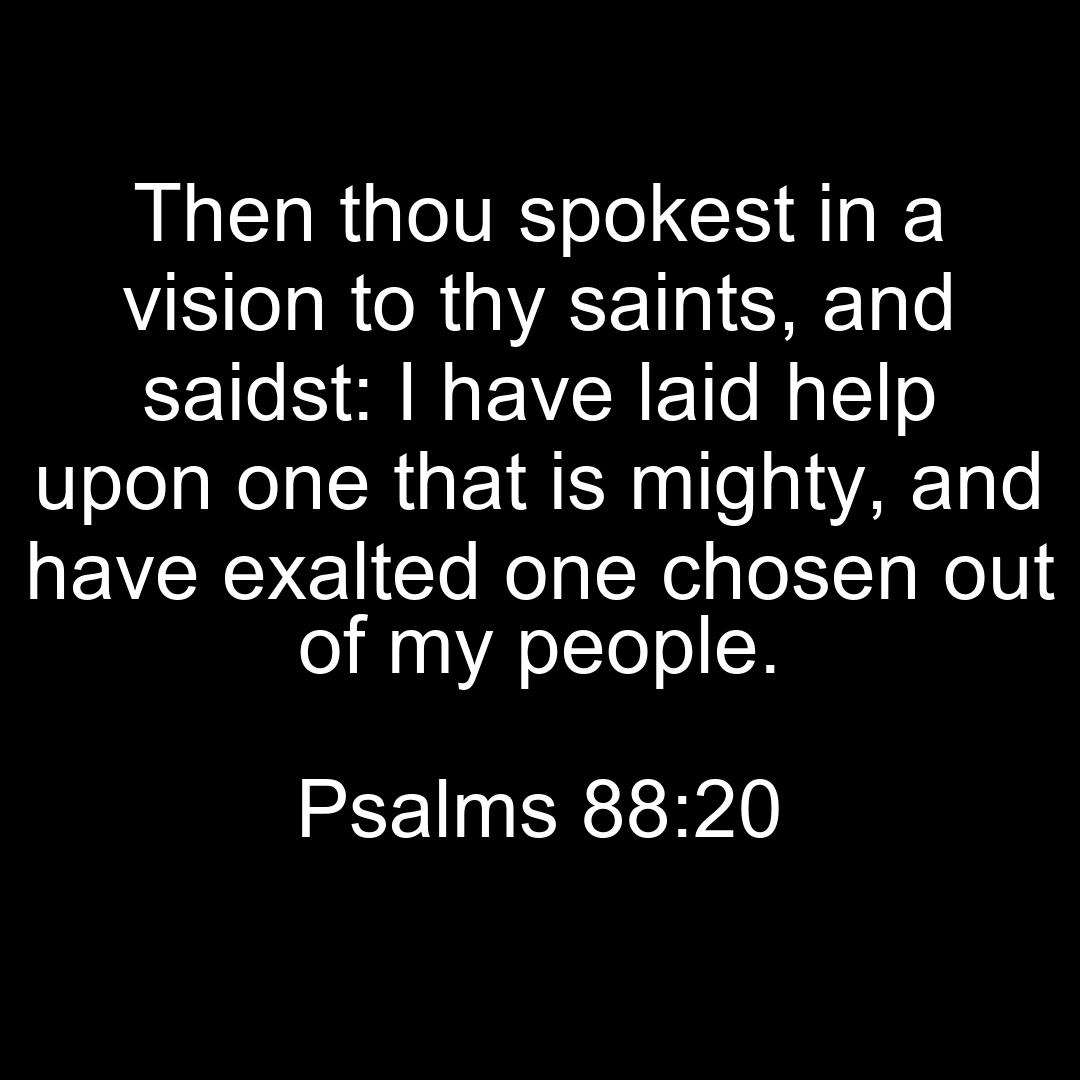 Then thou spokest in a
vision to thy saints, and
saidst: I have laid help
upon one that is mighty, and
have exalted one chosen out
of my people.
Psalms 88:20